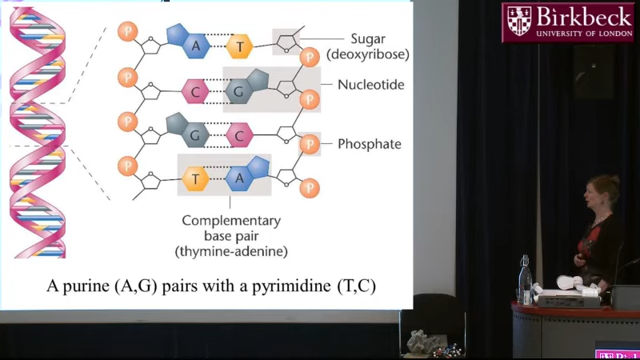 Birkbeck
UNIVERSITY OF LONDON
P A T Sugar
(deoxyribose)
P
P C G Nucleotide
P
P G C Phosphate
P
P T A
P
Complementary
base pair
(thymine-adenine)
A purine (A,G) pairs with a pyrimidine (T,C)